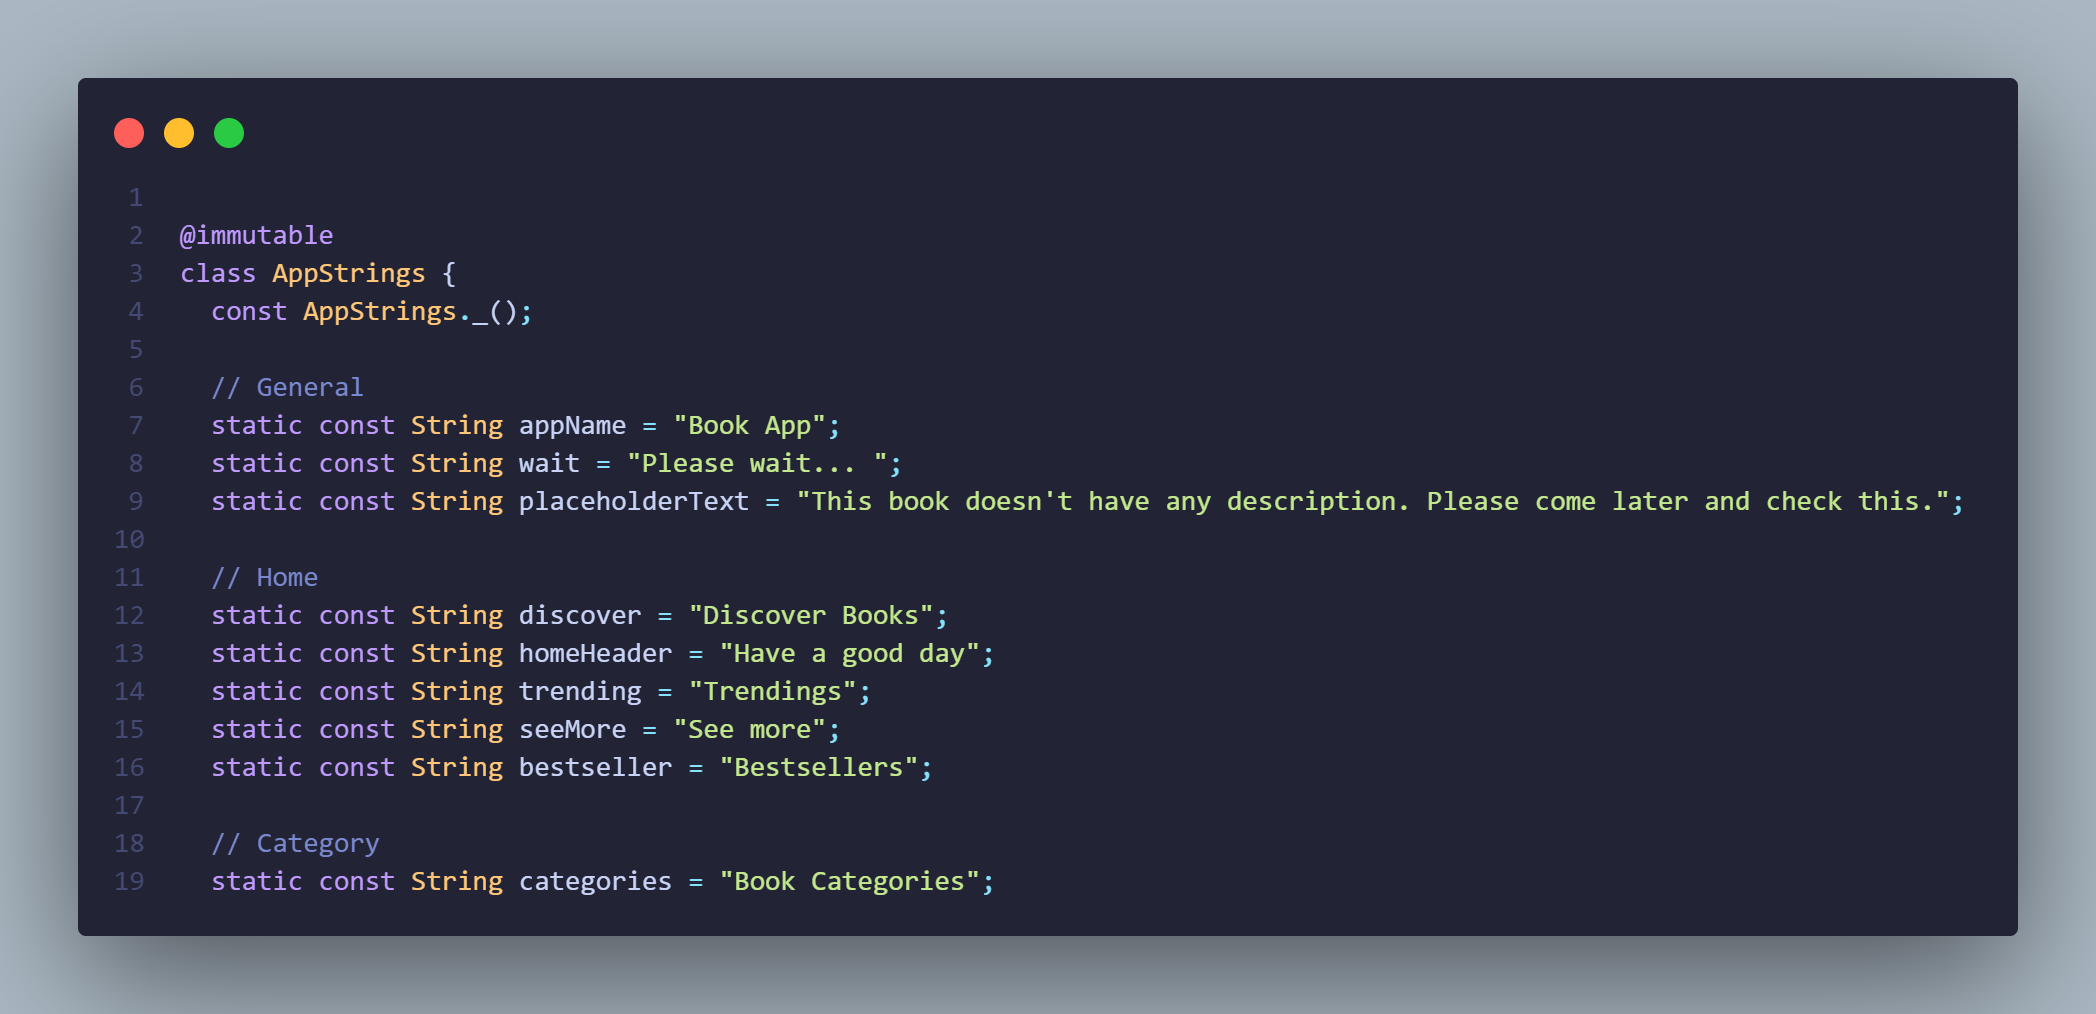 1
2 @immutable
3 class AppStrings {
4   const AppStrings._();
5
6   // General
7   static const String appName = "Book App";
8   static const String wait = "Please wait... ";
9   static const String placeholderText = "This book doesn't have any description. Please come later and check this.";
10
11   // Home
12   static const String discover = "Discover Books";
13   static const String homeHeader = "Have a good day";
14   static const String trending = "Trendings";
15   static const String seeMore = "See more";
16   static const String bestseller = "Bestsellers";
17
18   // Category
19   static const String categories = "Book Categories";